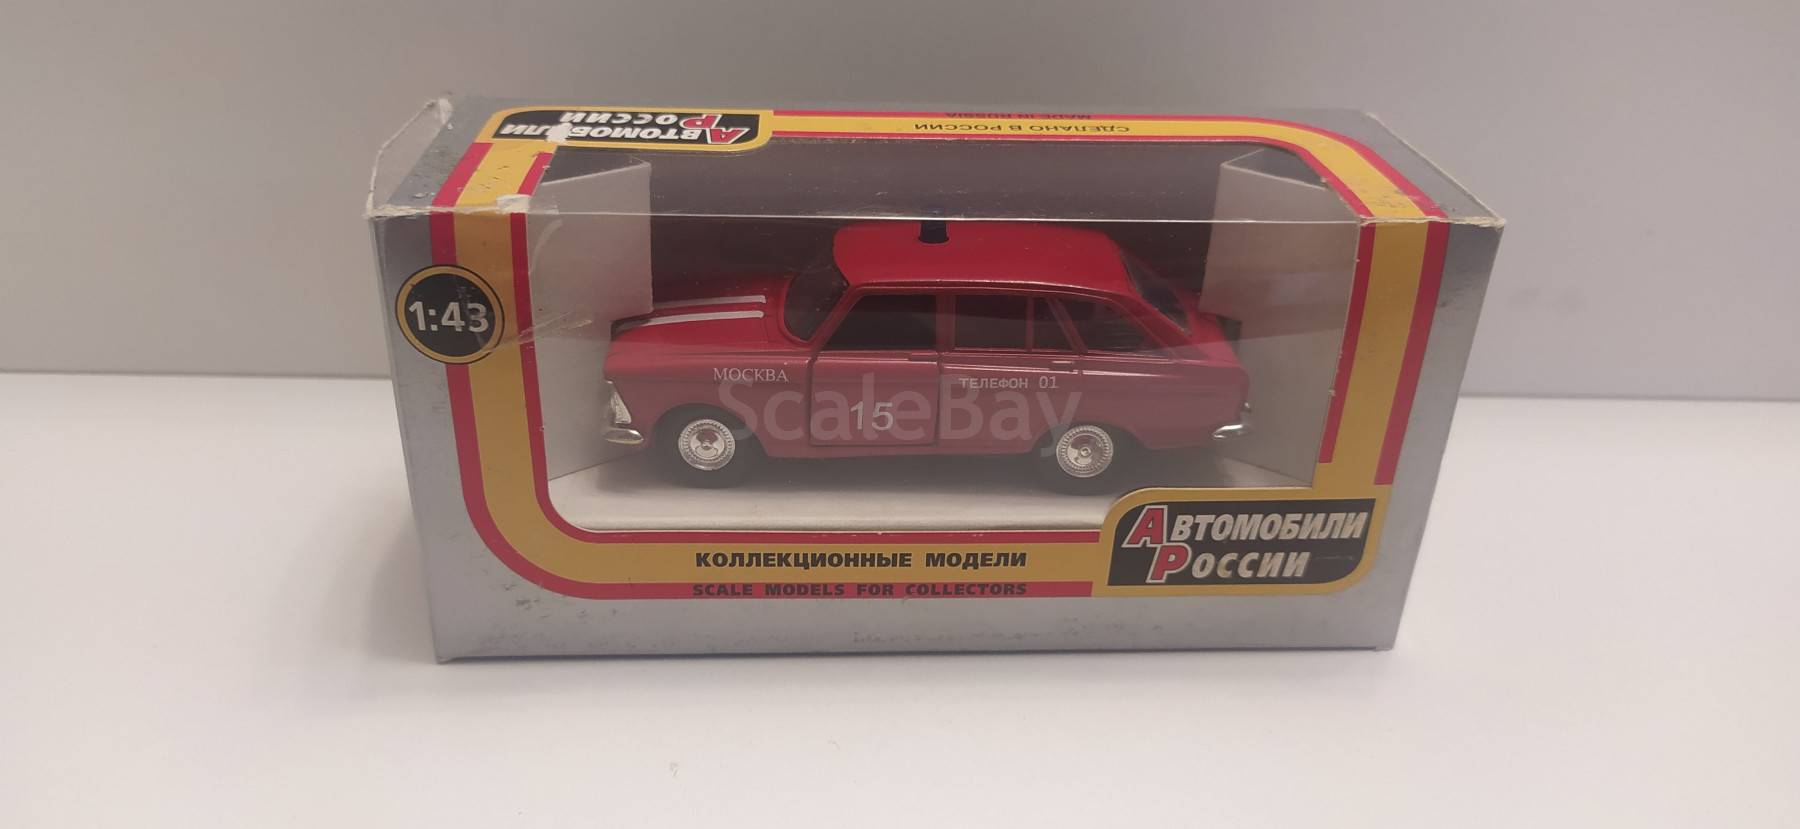 АВТОМОБИЛИ
РОССИИ
СДЕЛАНО В РОССИИ
MADE IN RUSSIA
1:43
МОСКВА
ТЕЛЕФОН 01
15
ScaleBay
АВТОМОБИЛИ
РОССИИ
КОЛЛЕКЦИОННЫЕ МОДЕЛИ
SCALE MODELS FOR COLLECTORS